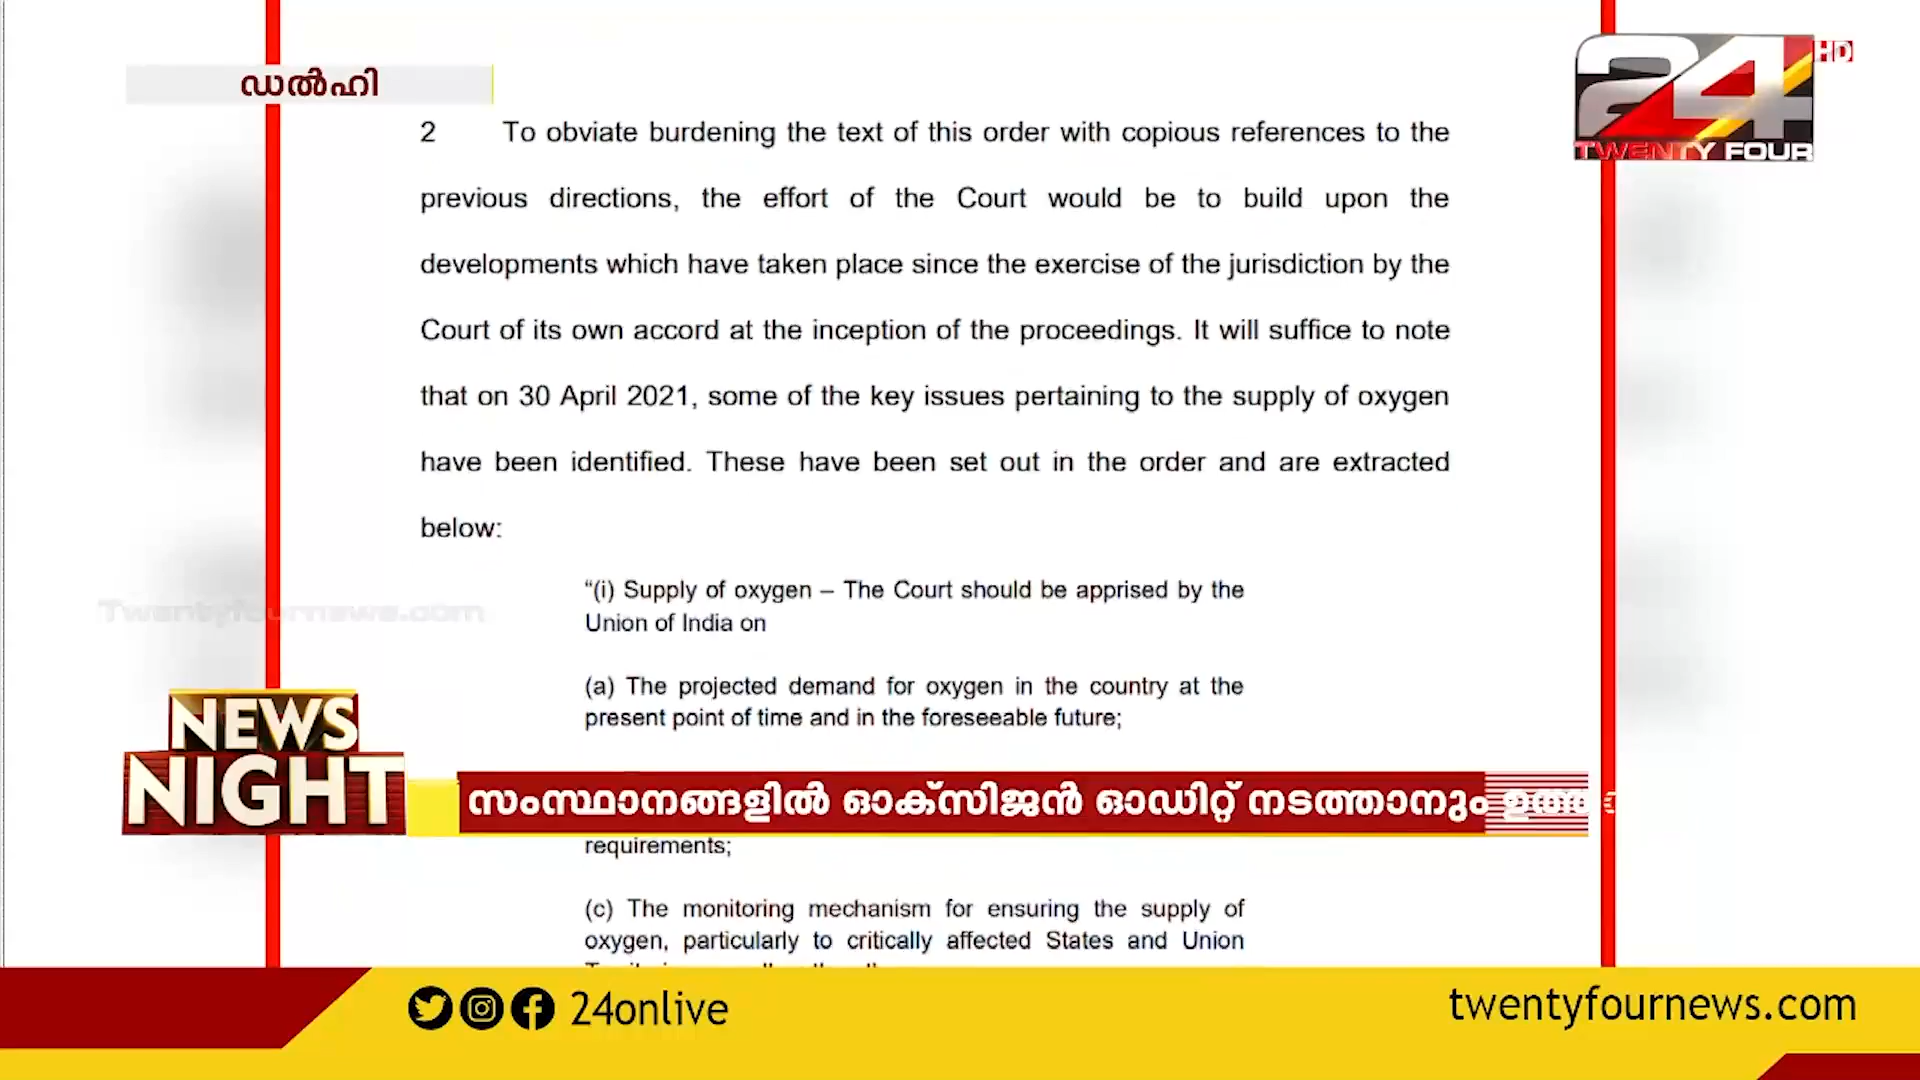 ഡൽഹി
24 HD
TWENTY FOUR
2 To obviate burdening the text of this order with copious references to the
previous directions, the effort of the Court would be to build upon the
developments which have taken place since the exercise of the jurisdiction by the
Court of its own accord at the inception of the proceedings. It will suffice to note
that on 30 April 2021, some of the key issues pertaining to the supply of oxygen
have been identified. These have been set out in the order and are extracted
below:
“(i) Supply of oxygen – The Court should be apprised by the
Union of India on
Twentyfournews.com
(a) The projected demand for oxygen in the country at the
present point of time and in the foreseeable future;
NEWS
NIGHT
സംസ്ഥാനങ്ങളിൽ ഓക്സിജൻ ഓഡിറ്റ് നടത്താനും
requirements;
(c) The monitoring mechanism for ensuring the supply of
oxygen, particularly to critically affected States and Union
24onlive
twentyfournews.com